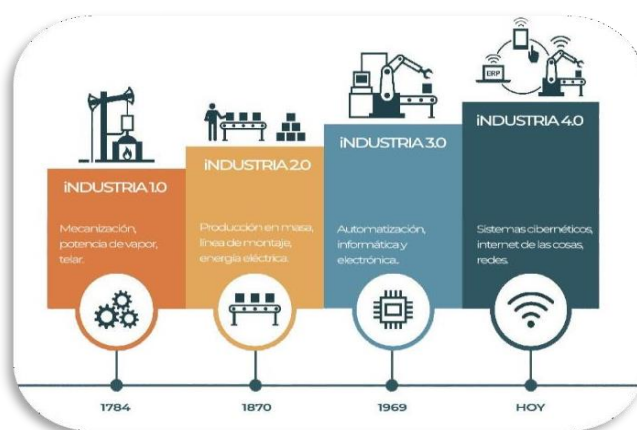 ERP
iNDUSTRIA 1.0
Mecanización,
potencia de vapor,
telar.
iNDUSTRIA 2.0
Producción en masa,
línea de montaje,
energía eléctrica.
iNDUSTRIA 3.0
Automatización,
informática y
electrónica.
iNDUSTRIA 4.0
Sistemas cibernéticos,
internet de las cosas,
redes.
1784
1870
1969
HOY